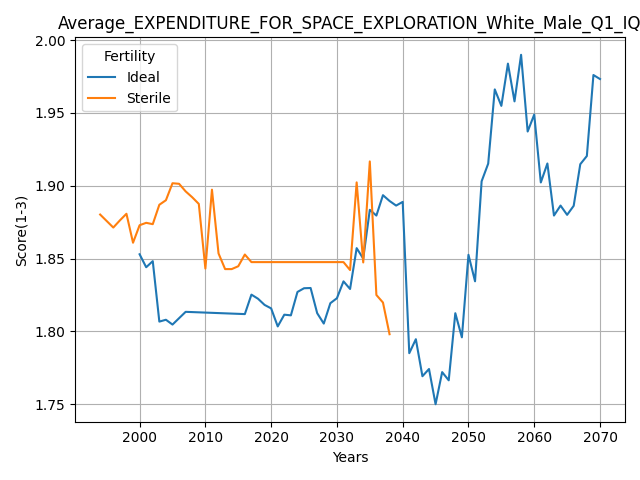 Average_EXPENDITURE_FOR_SPACE_EXPLORATION_White_Male_Q1_IQ
Fertility
Ideal
Sterile
2.00
1.95
1.90
1.85
1.80
1.75
Score(1-3)
2000 2010 2020 2030 2040 2050 2060 2070
Years